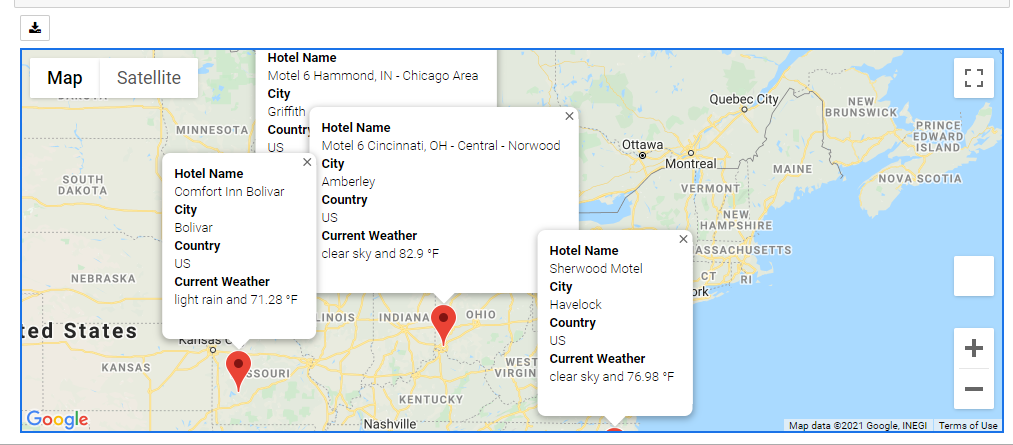 Map
Satellite
Hotel Name
Motel 6 Hammond, IN - Chicago Area
City
Griffith
Country
US
Hotel Name
Motel 6 Cincinnati, OH - Central - Norwood
City
Amberley
Country
US
Current Weather
clear sky and 82.9 °F
Hotel Name
Comfort Inn Bolivar
City
Bolivar
Country
US
Current Weather
light rain and 71.28 °F
Hotel Name
Sherwood Motel
City
Havelock
Country
US
Current Weather
clear sky and 76.98 °F
MINNESOTA
SOUTH
DAKOTA
NEBRASKA
ted States
KANSAS
Kansas C
SOURI
LINOIS
INDIANA
OHIO
WEST
VIRGIN
KENTUCKY
Nashville
Quebec City
Ottawa
Montreal
NEW
BRUNSWICK
PRINCE
EDWARD
ISLAND
NOVA SCOTIA
MAINE
VERMONT
NEW
HAMPSHIRE
ASSACHUSETTS
CT
RI
ork
Google
Map data ©2021 Google, INEGI
Terms of Use